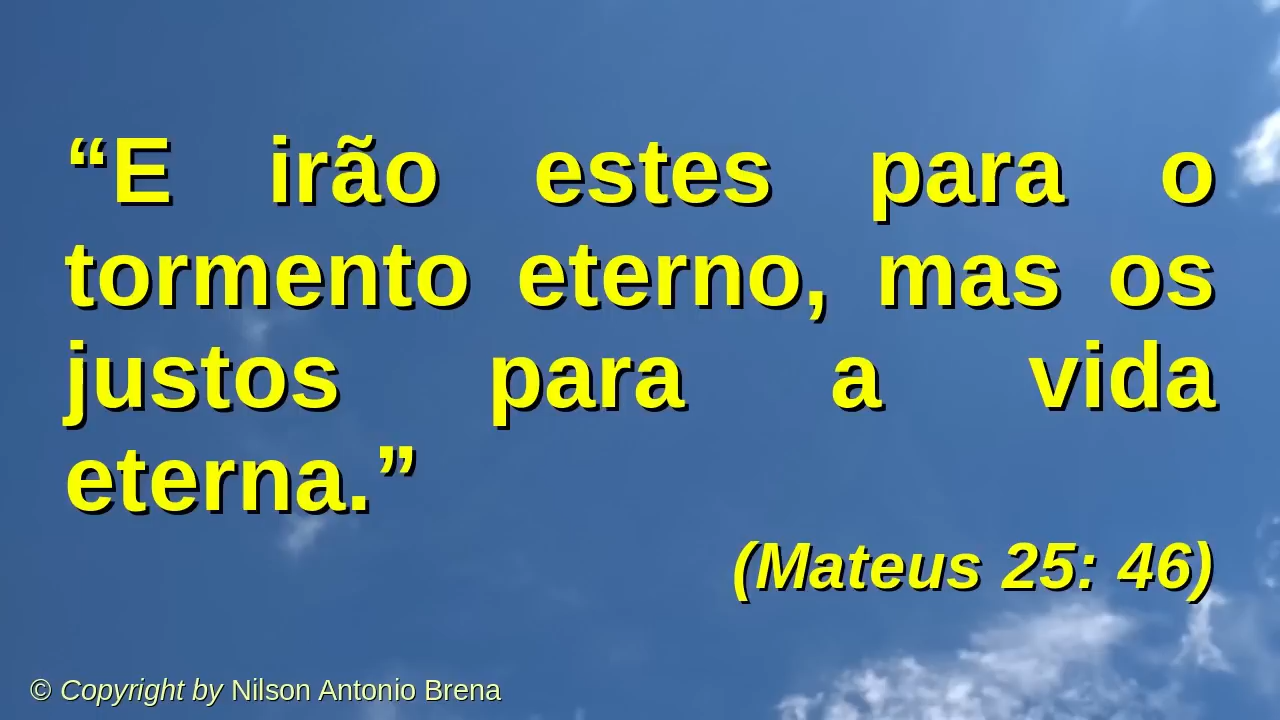 “E irão estes para o
tormento eterno, mas os
justos para a vida
eterna.”
(Mateus 25: 46)
© Copyright by Nilson Antonio Brena